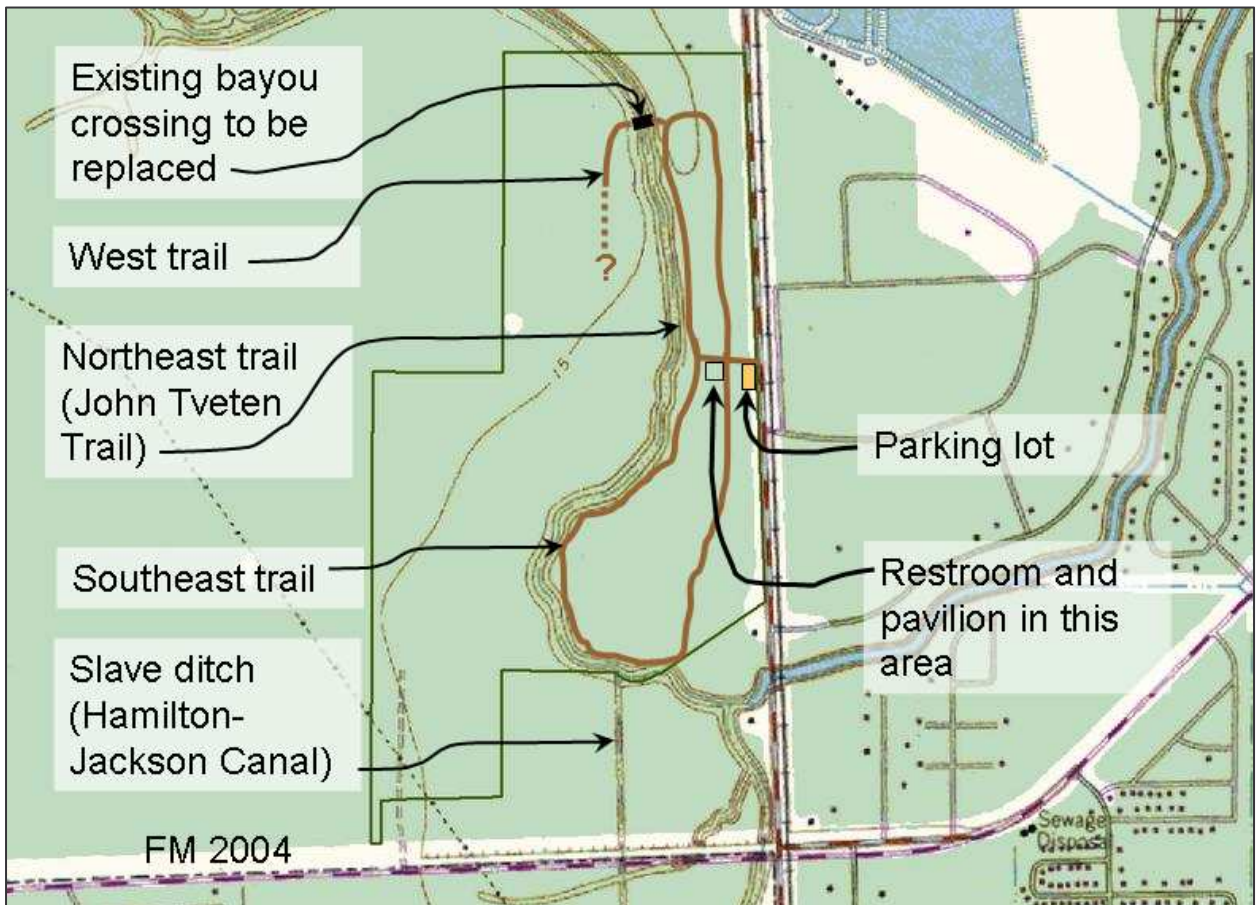 Existing bayou
crossing to be
replaced
West trail
?
Northeast trail
(John Tveten
Trail)
15
Parking lot
Southeast trail
Restroom and
pavilion in this
area
Slave ditch
(Hamilton-
Jackson Canal)
FM 2004
Sewage
Disposal